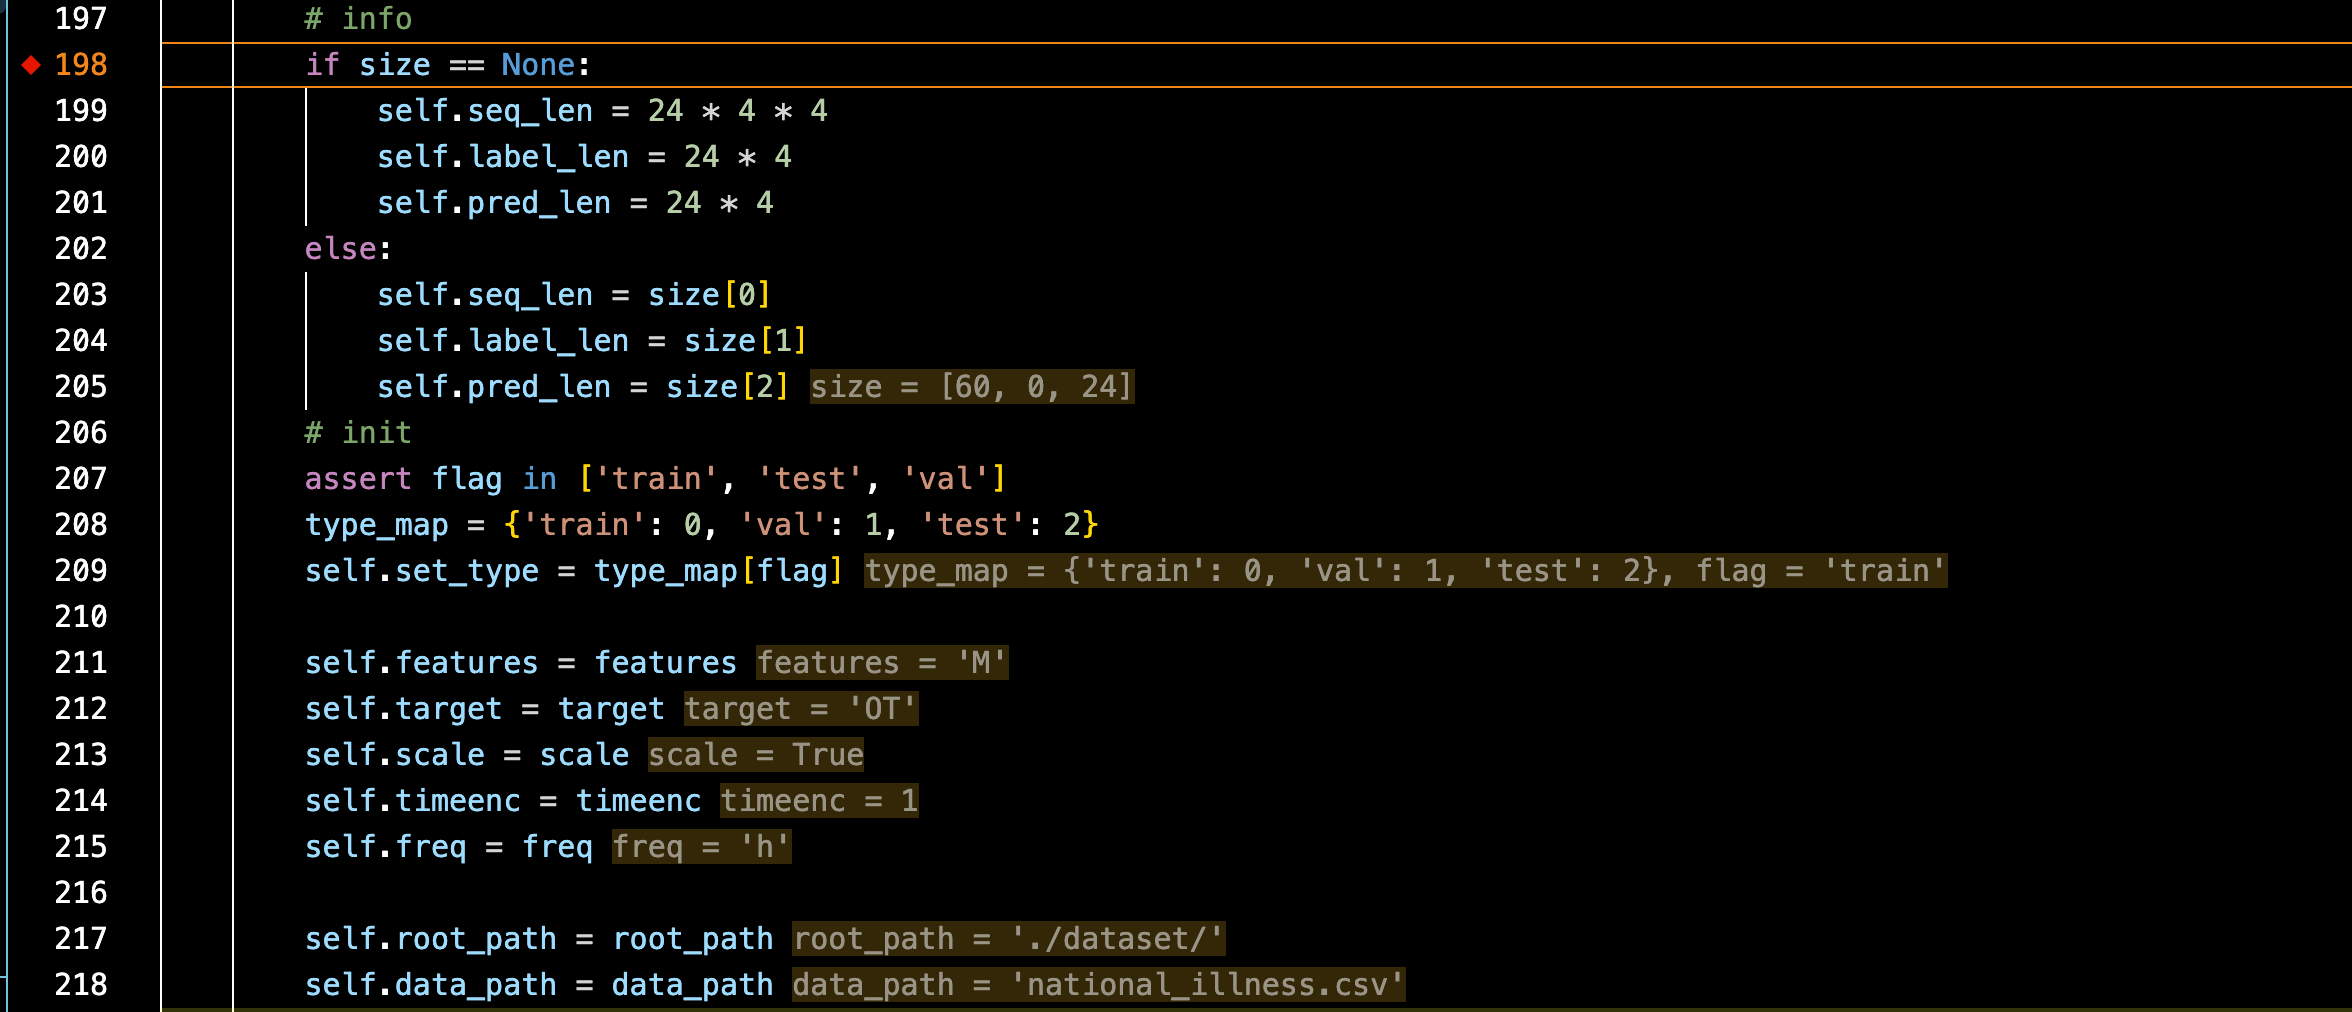 197 # info
198 if size == None:
199 self.seq_len = 24 * 4 * 4
200 self.label_len = 24 * 4
201 self.pred_len = 24 * 4
202 else:
203 self.seq_len = size[0]
204 self.label_len = size[1]
205 self.pred_len = size[2] size = [60, 0, 24]
206 # init
207 assert flag in ['train', 'test', 'val']
208 type_map = {'train': 0, 'val': 1, 'test': 2}
209 self.set_type = type_map[flag] type_map = {'train': 0, 'val': 1, 'test': 2}, flag = 'train'
210
211 self.features = features features = 'M'
212 self.target = target target = 'OT'
213 self.scale = scale scale = True
214 self.timeenc = timeenc timeenc = 1
215 self.freq = freq freq = 'h'
216
217 self.root_path = root_path root_path = './dataset/'
218 self.data_path = data_path data_path = 'national_illness.csv'